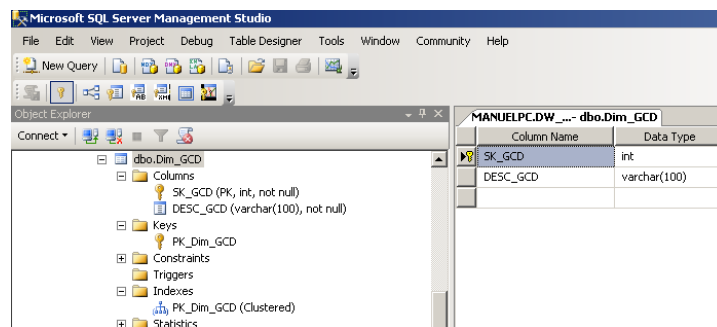 Microsoft SQL Server Management Studio
File Edit View Project Debug Table Designer Tools Window Community Help
New Query
Object Explorer
Connect
dbo.Dim_GCD
Columns
SK_GCD (PK, int, not null)
DESC_GCD (varchar(100), not null)
Keys
PK_Dim_GCD
Constraints
Triggers
Indexes
PK_Dim_GCD (Clustered)
Statistics
MANUELPC.DW_...- dbo.Dim_GCD
Column Name Data Type
SK_GCD int
DESC_GCD varchar(100)